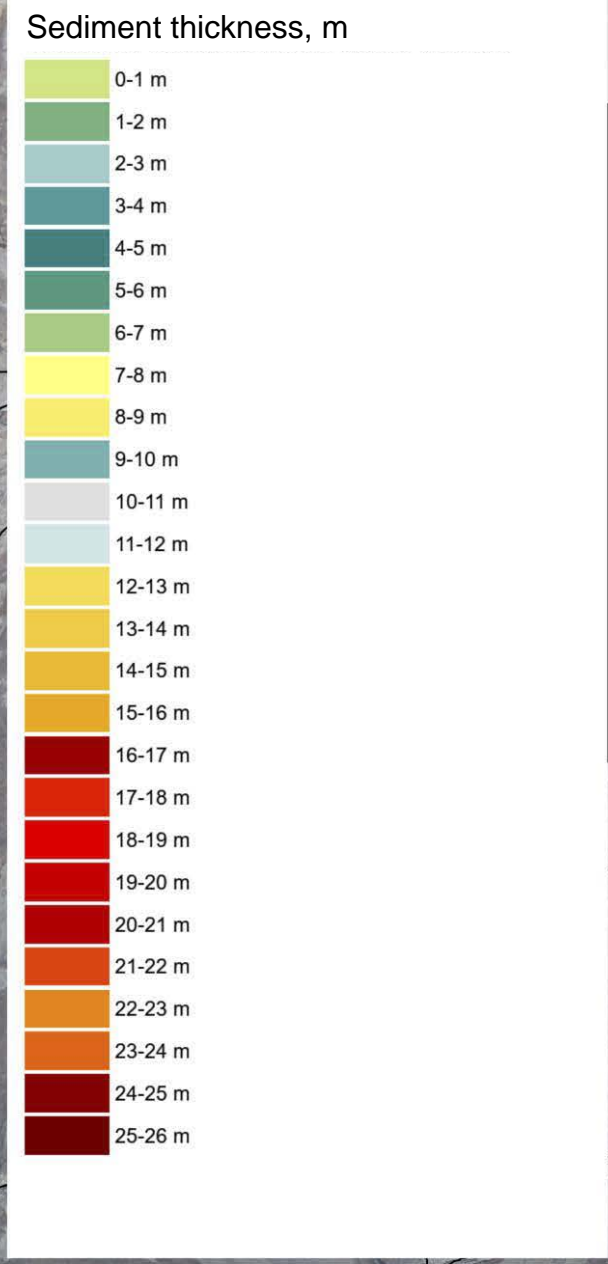 Sediment thickness, m
0-1 m
1-2 m
2-3 m
3-4 m
4-5 m
5-6 m
6-7 m
7-8 m
8-9 m
9-10 m
10-11 m
11-12 m
12-13 m
13-14 m
14-15 m
15-16 m
16-17 m
17-18 m
18-19 m
19-20 m
20-21 m
21-22 m
22-23 m
23-24 m
24-25 m
25-26 m